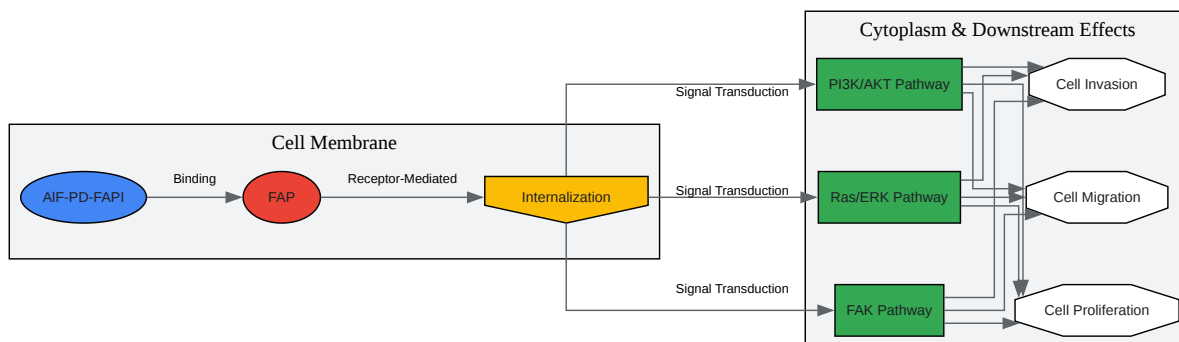 Cytoplasm & Downstream Effects
PI3K/AKT Pathway
Cell Invasion
Signal Transduction
Cell Membrane
AlF-PD-FAPI
Binding
FAP
Receptor-Mediated
Internalization
Signal Transduction
Ras/ERK Pathway
Cell Migration
Signal Transduction
FAK Pathway
Cell Proliferation